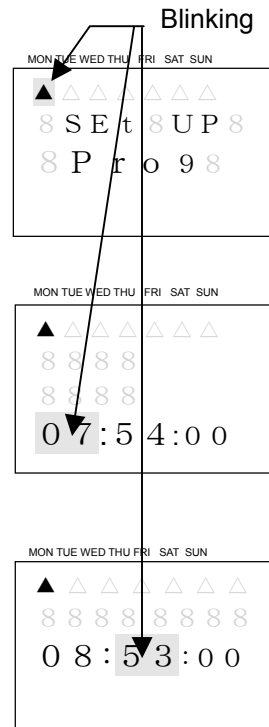 Blinking
MON TUE WED THU FRI SAT SUN
▲ △ △ △ △ △ △
8 S E t 8 U P 8
8 P r o 9 8
MON TUE WED THU FRI SAT SUN
▲ △ △ △ △ △ △
8 8 8 8
8 8 8 8
07:54:00
MON TUE WED THU FRI SAT SUN
▲ △ △ △ △ △ △
8 8 8 8 8 8 8 8
08:53:00